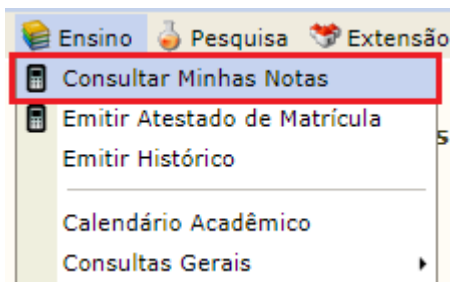 Ensino Pesquisa Extensão
Consultar Minhas Notas
Emitir Atestado de Matrícula
Emitir Histórico
Calendário Acadêmico
Consultas Gerais